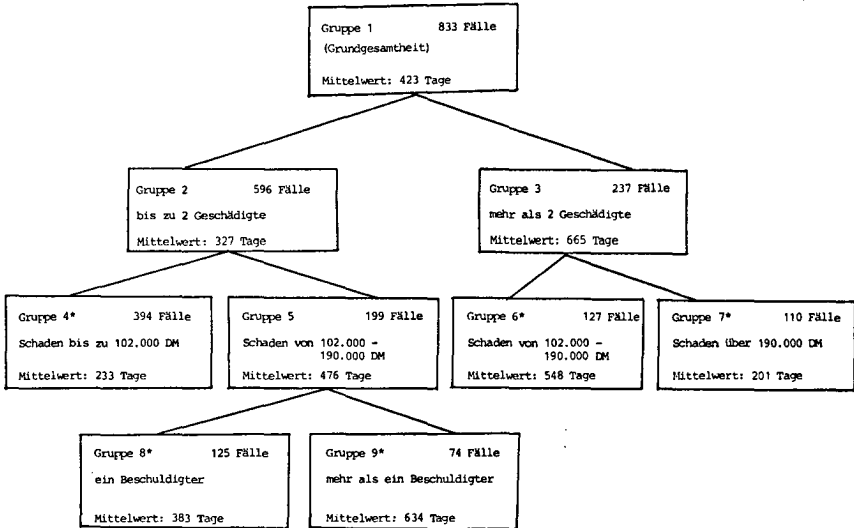 Gruppe 1 833 Fälle
(Grundgesamtheit)
Mittelwert: 423 Tage
Gruppe 2 596 Fälle
bis zu 2 Geschädigte
Mittelwert: 327 Tage
Gruppe 3 237 Fälle
mehr als 2 Geschädigte
Mittelwert: 665 Tage
Gruppe 4* 394 Fälle
Schaden bis zu 102.000 DM
Mittelwert: 233 Tage
Gruppe 5 199 Fälle
Schaden von 102.000 -
190.000 DM
Mittelwert: 476 Tage
Gruppe 6* 127 Fälle
Schaden von 102.000 -
190.000 DM
Mittelwert: 548 Tage
Gruppe 7* 110 Fälle
Schaden über 190.000 DM
Mittelwert: 201 Tage
Gruppe 8* 125 Fälle
ein Beschuldigter
Mittelwert: 383 Tage
Gruppe 9* 74 Fälle
mehr als ein Beschuldigter
Mittelwert: 634 Tage